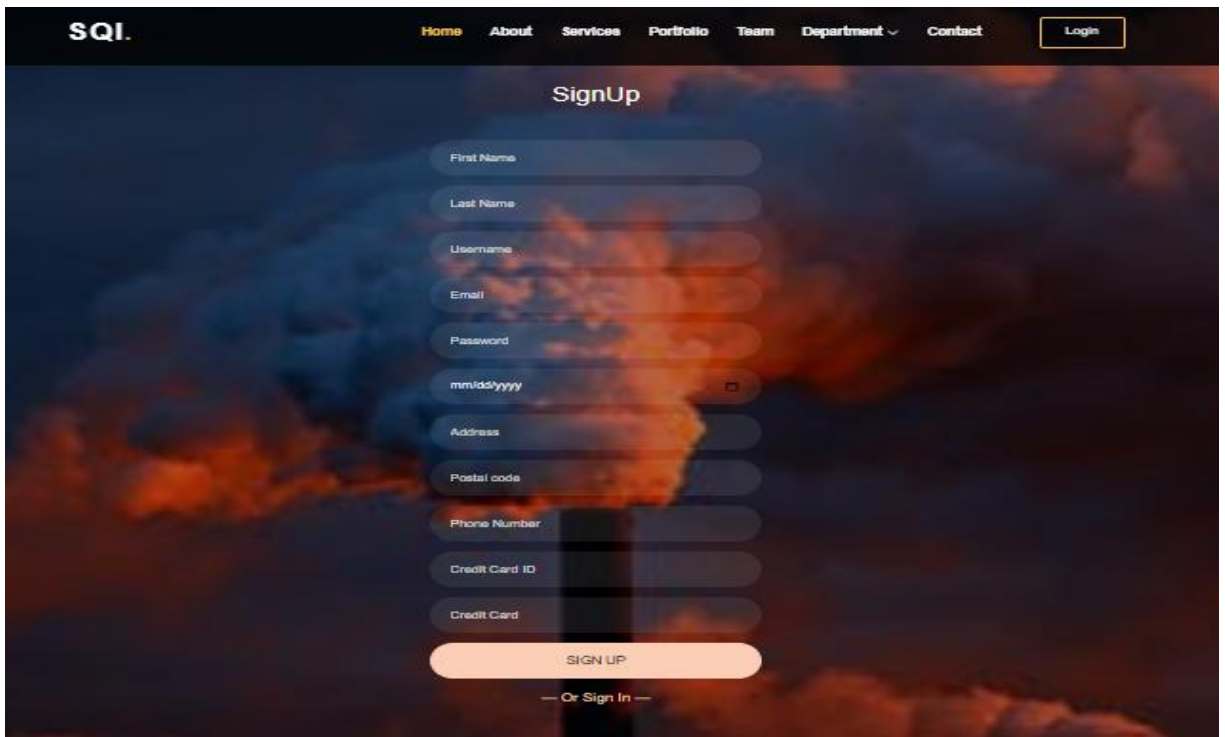 SQI.
Home About Services Portfolio Team Department Contact Login
SignUp
First Name
Last Name
Username
Email
Password
mm/dd/yyyy
Address
Postal code
Phone Number
Credit Card ID
Credit Card
SIGN UP
— Or Sign In —